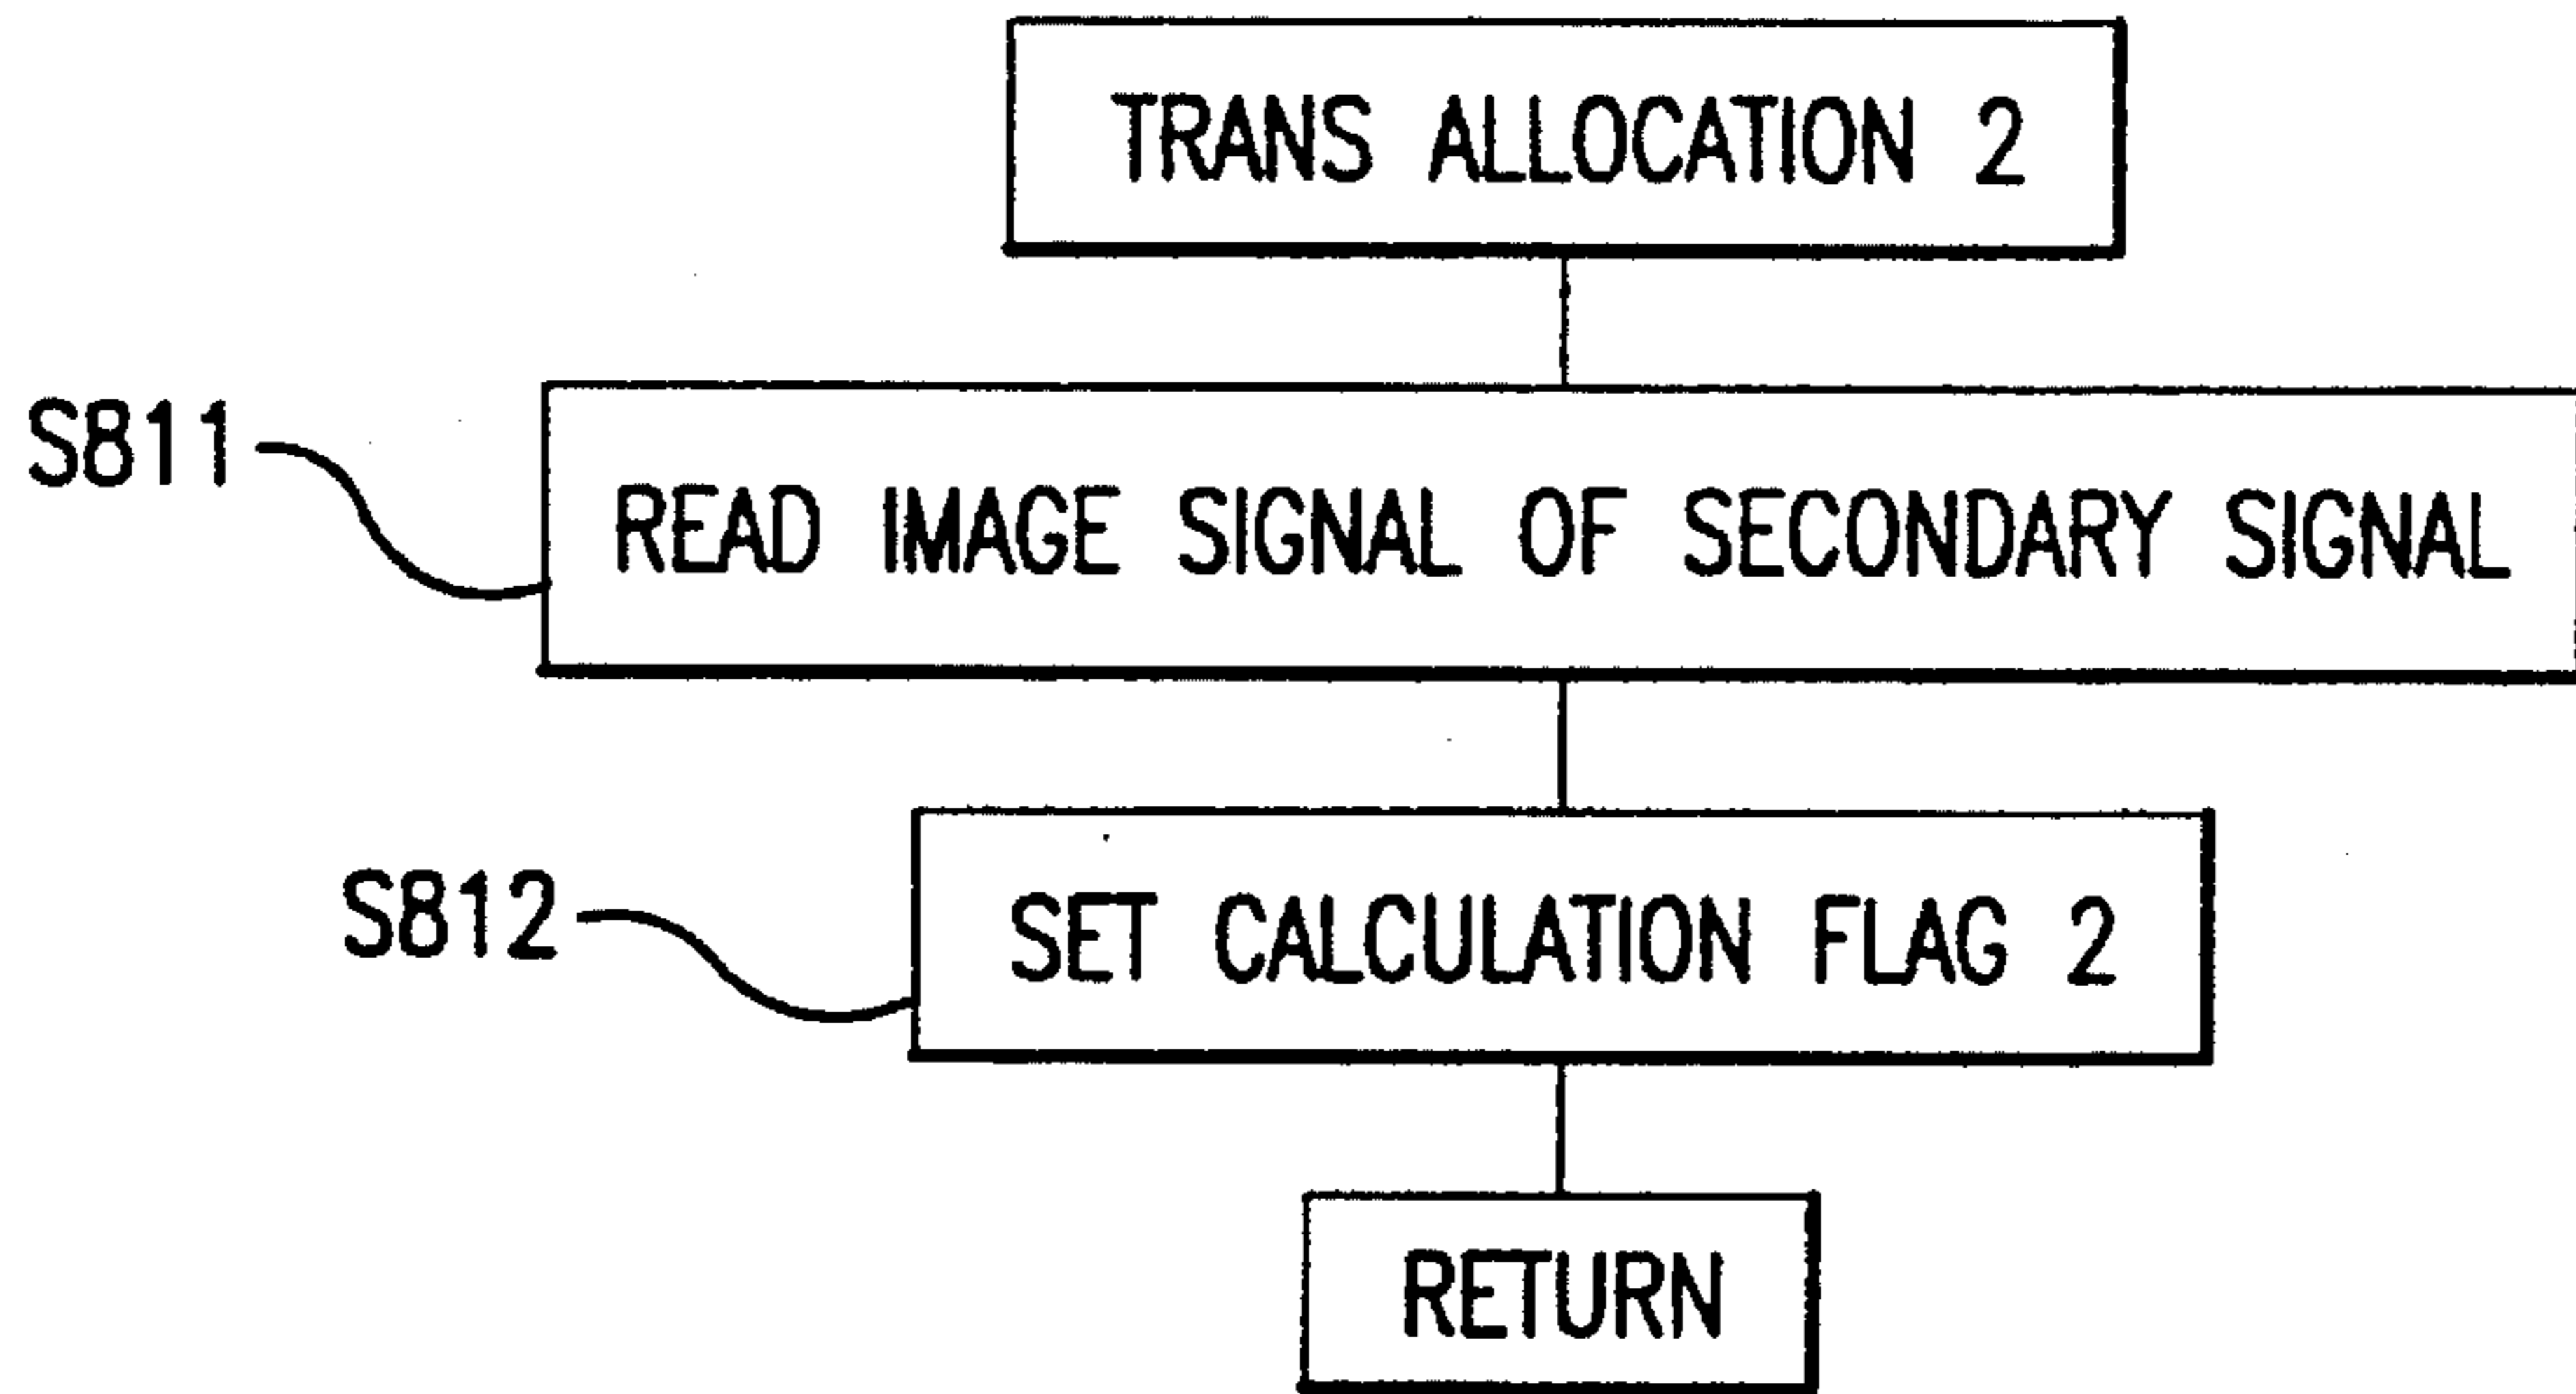 TRANS ALLOCATION 2
S811
READ IMAGE SIGNAL OF SECONDARY SIGNAL
S812
SET CALCULATION FLAG 2
RETURN